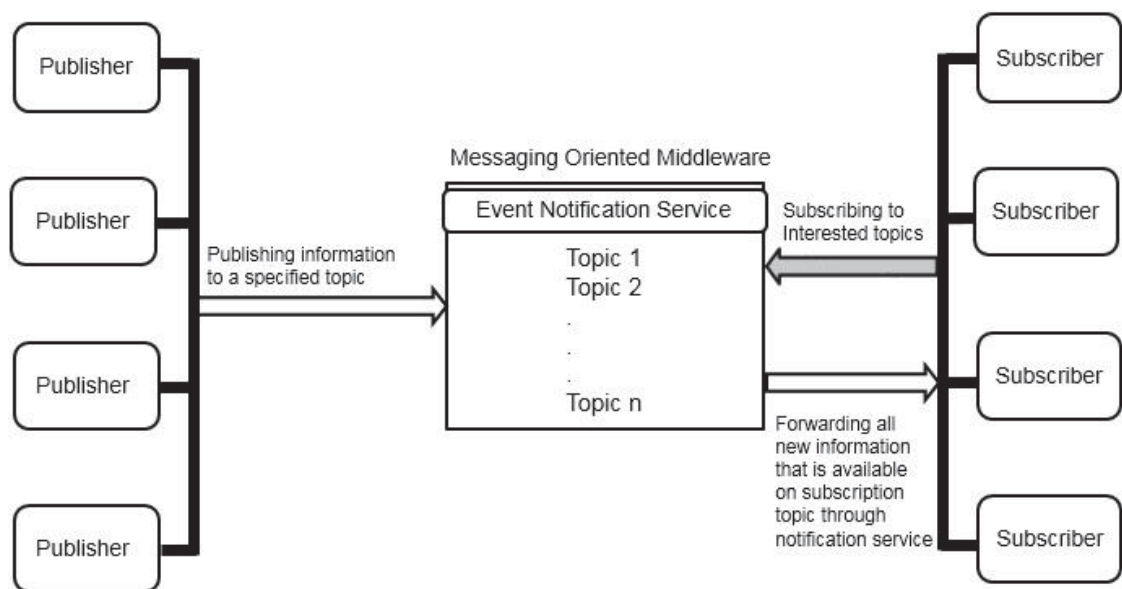 Publisher
Publisher
Publisher
Publisher
Publishing information
to a specified topic
Messaging Oriented Middleware
Event Notification Service
Topic 1
Topic 2
.
.
.
Topic n
Subscribing to
Interested topics
Forwarding all
new information
that is available
on subscription
topic through
notification service
Subscriber
Subscriber
Subscriber
Subscriber